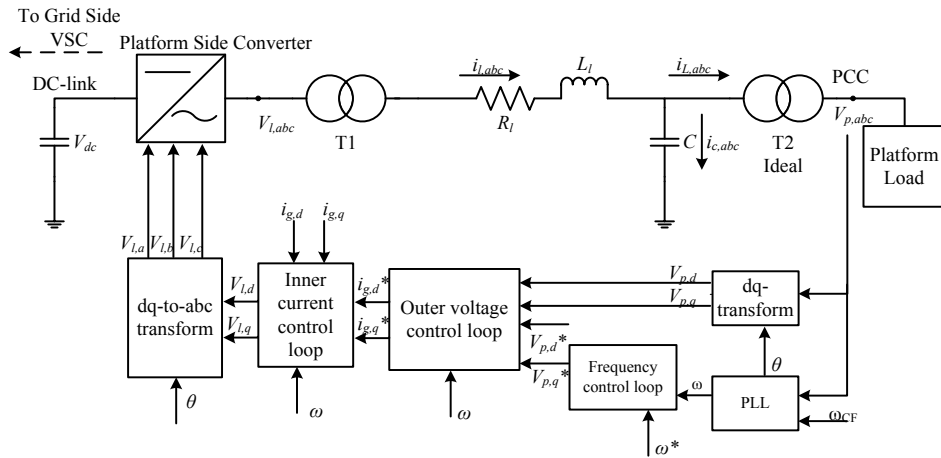 To Grid Side
VSC
Platform Side Converter
DC-link
V_dc
V_l,abc
T1
i_l,abc
R_l
L_l
i_L,abc
C
i_c,abc
T2
Ideal
PCC
V_p,abc
Platform
Load
i_g,d
i_g,q
V_l,a
V_l,b
V_l,c
dq-to-abc
transform
V_l,d
V_l,q
Inner
current
control
loop
i_g,d*
i_g,q*
Outer voltage
control loop
V_p,d
V_p,q
dq-
transform
V_p,d*
V_p,q*
Frequency
control loop
ω
θ
PLL
ω_CF
θ
ω
ω
ω*